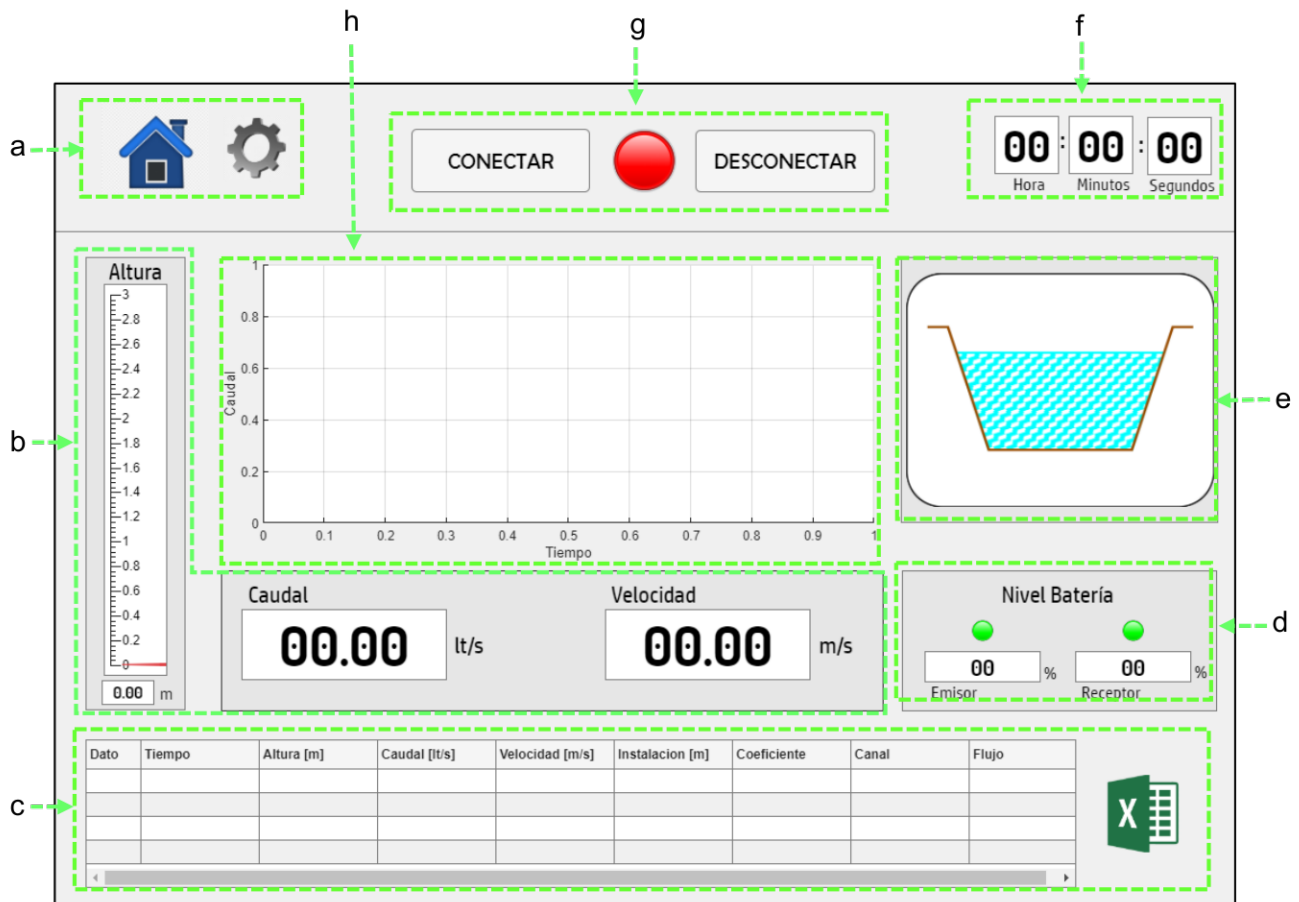 h g f
a
CONECTAR DESCONECTAR
00 : 00 : 00
Hora Minutos Segundos
Altura
3
2.8
2.6
2.4
2.2
2
1.8
1.6
1.4
1.2
1
0.8
0.6
0.4
0.2
0
0.00 m
b
1
0.8
0.6
0.4
0.2
0
Caudal
0 0.1 0.2 0.3 0.4 0.5 0.6 0.7 0.8 0.9 1
Tiempo
e
Caudal Velocidad
00.00 lt/s 00.00 m/s
Nivel Batería
00 % 00 %
Emisor Receptor
d
Dato Tiempo Altura [m] Caudal [lt/s] Velocidad [m/s] Instalacion [m] Coeficiente Canal Flujo
c
X